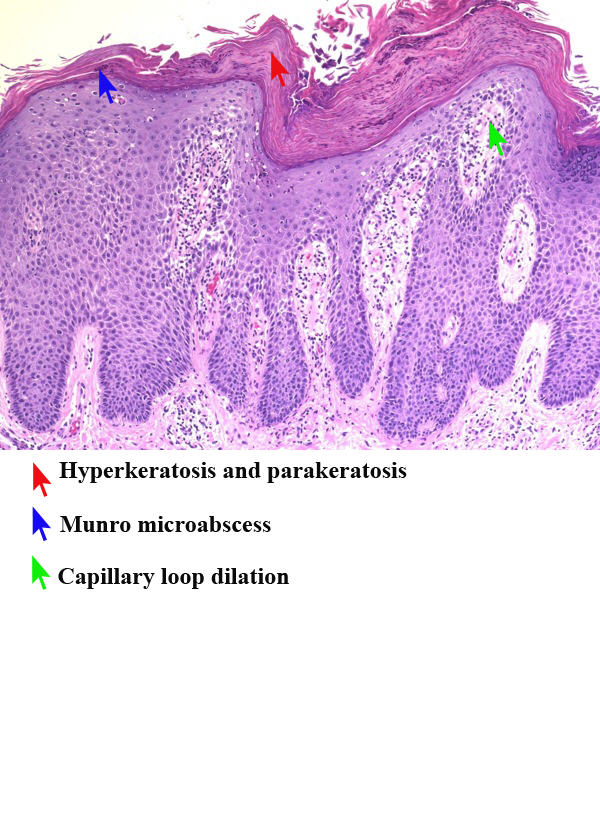 Hyperkeratosis and parakeratosis
Munro microabscess
Capillary loop dilation